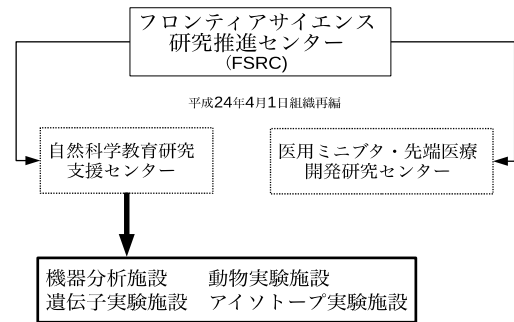 フロンティアサイエンス
研究推進センター
（FSRC)
平成24年4月1日組織再編
自然科学教育研究
支援センター
医用ミニブタ・先端医療
開発研究センター
機器分析施設　動物実験施設
遺伝子実験施設　アイソトープ実験施設